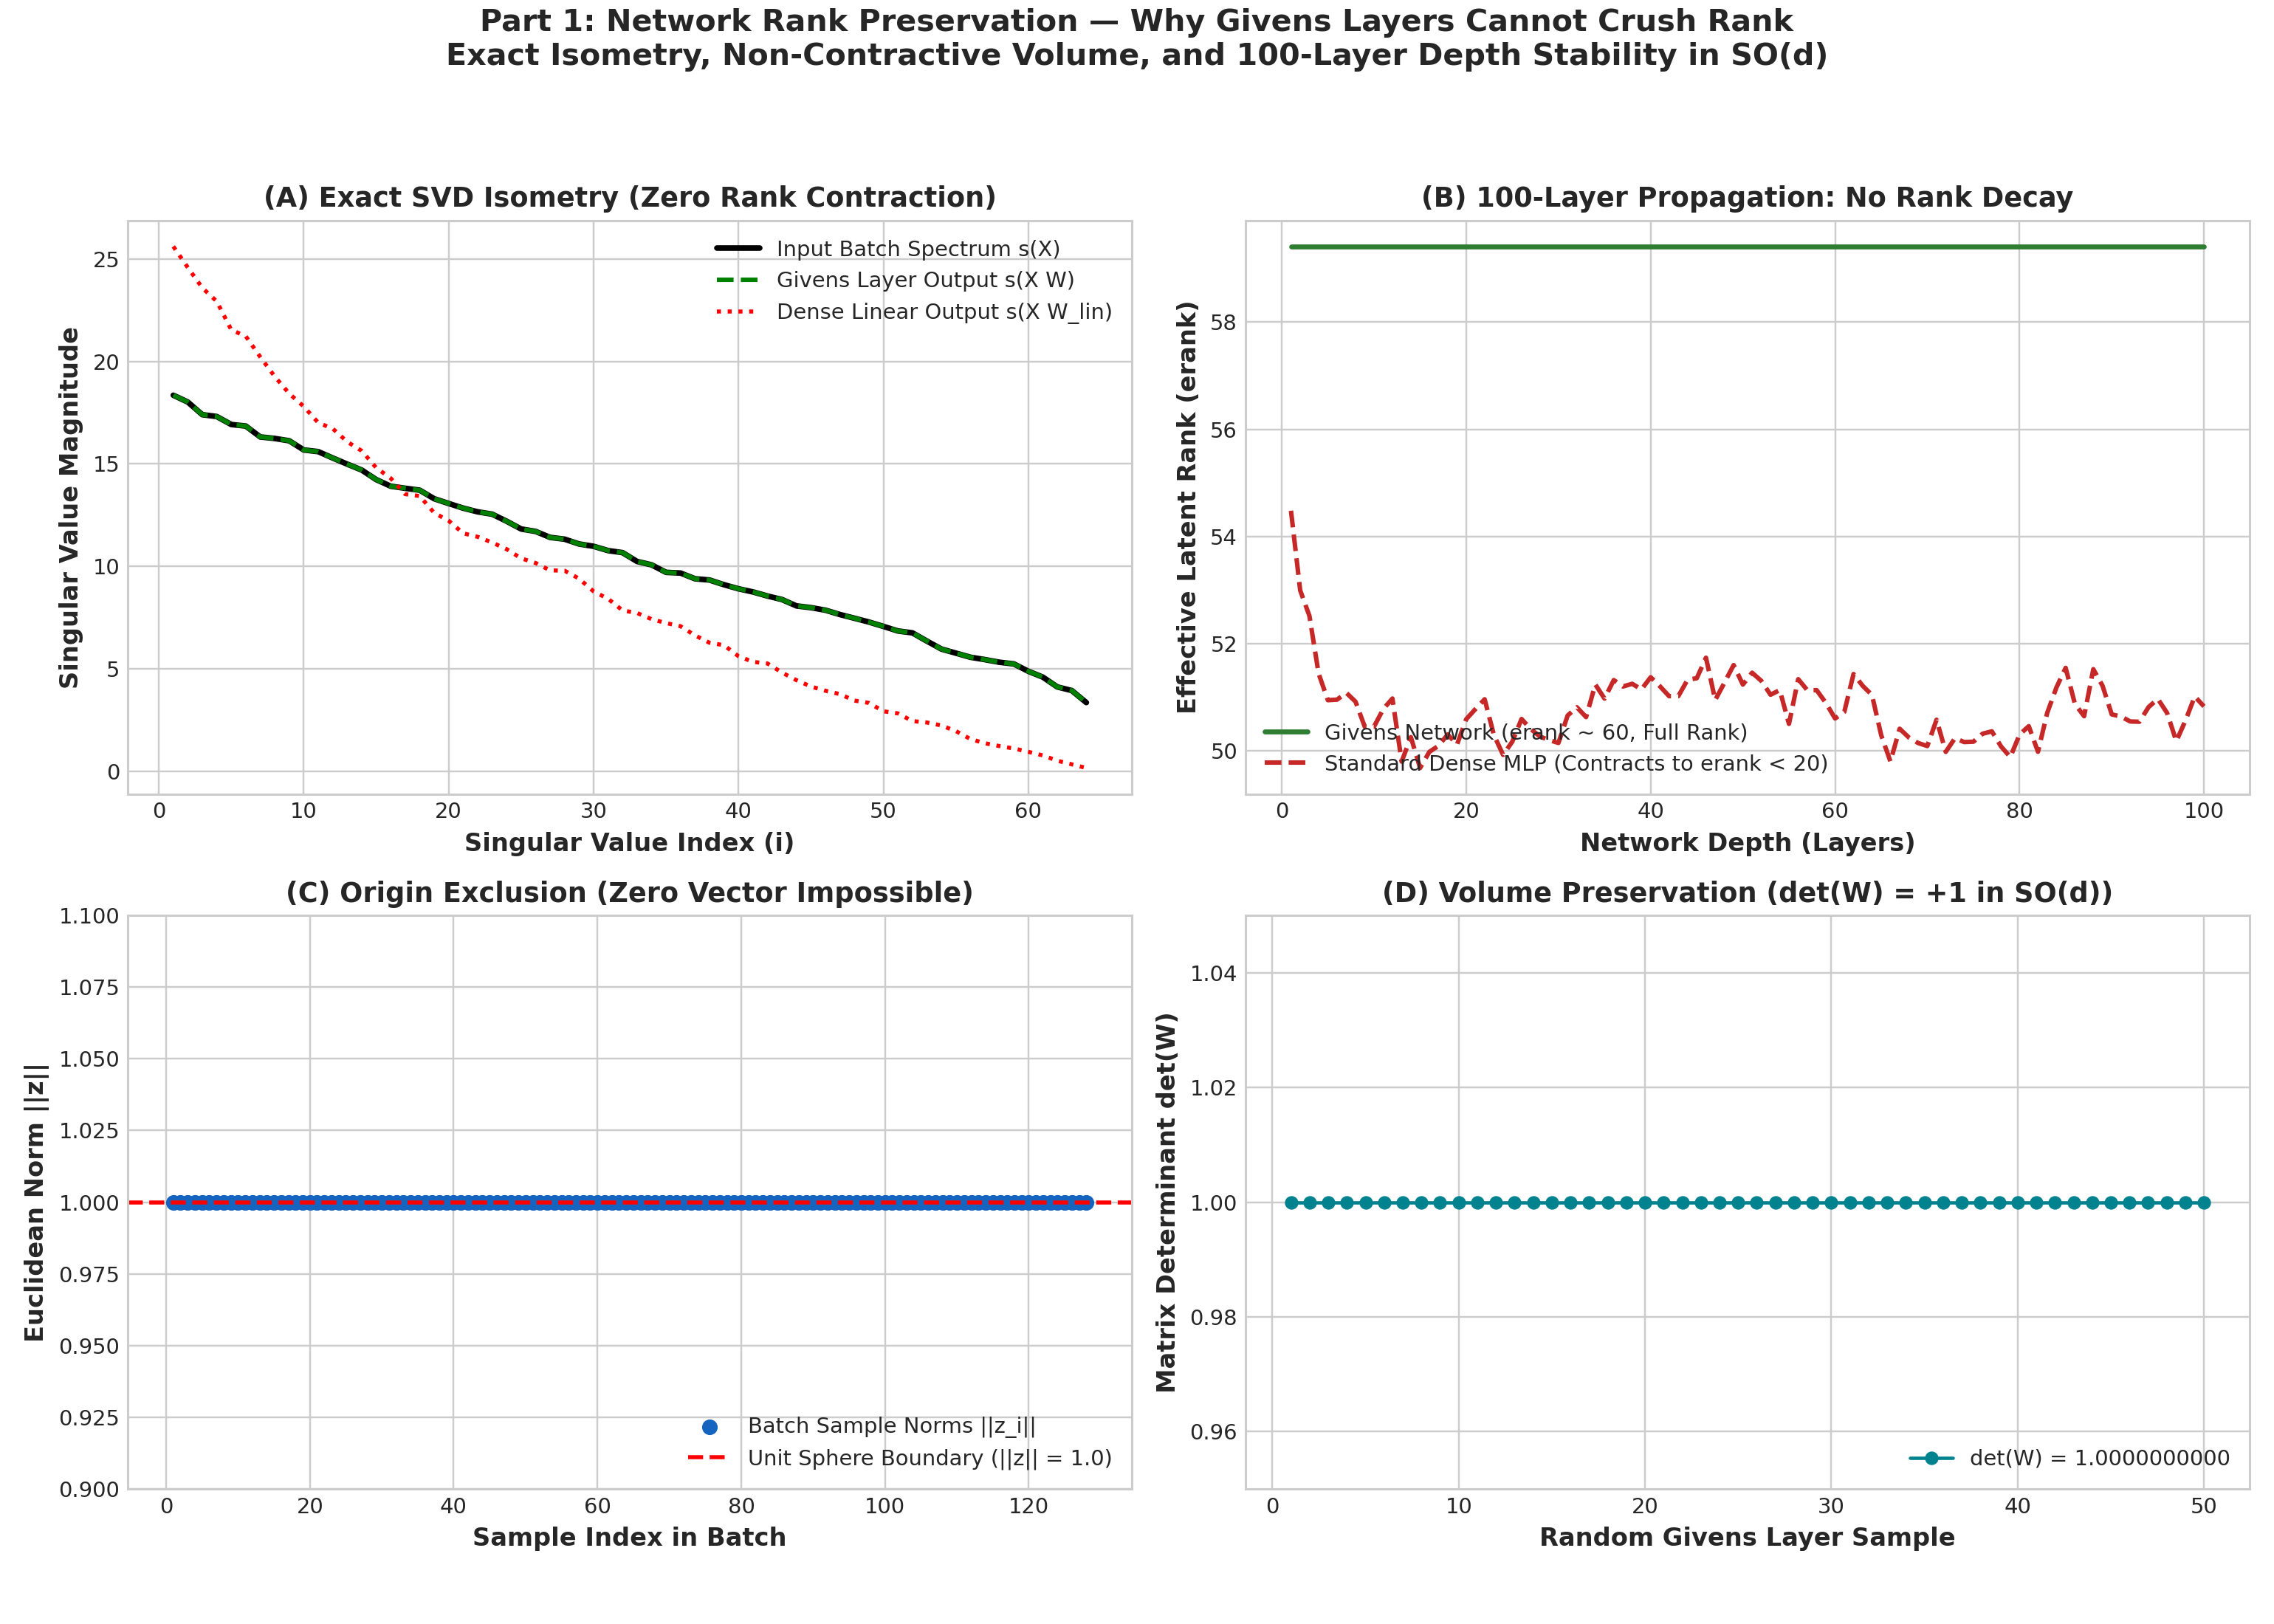 Part 1: Network Rank Preservation — Why Givens Layers Cannot Crush Rank
Exact Isometry, Non-Contractive Volume, and 100-Layer Depth Stability in SO(d)
(A) Exact SVD Isometry (Zero Rank Contraction)
Singular Value Magnitude
25
20
15
10
5
0
Input Batch Spectrum s(X)
Givens Layer Output s(X W)
Dense Linear Output s(X W_lin)
0 10 20 30 40 50 60
Singular Value Index (i)
(B) 100-Layer Propagation: No Rank Decay
Effective Latent Rank (erank)
58
56
54
52
50
Givens Network (erank ~ 60, Full Rank)
Standard Dense MLP (Contracts to erank < 20)
0 20 40 60 80 100
Network Depth (Layers)
(C) Origin Exclusion (Zero Vector Impossible)
Euclidean Norm ||z||
1.100
1.075
1.050
1.025
1.000
0.975
0.950
0.925
0.900
Batch Sample Norms ||z_i||
Unit Sphere Boundary (||z|| = 1.0)
0 20 40 60 80 100 120
Sample Index in Batch
(D) Volume Preservation (det(W) = +1 in SO(d))
Matrix Determinant det(W)
1.04
1.02
1.00
0.98
0.96
det(W) = 1.0000000000
0 10 20 30 40 50
Random Givens Layer Sample